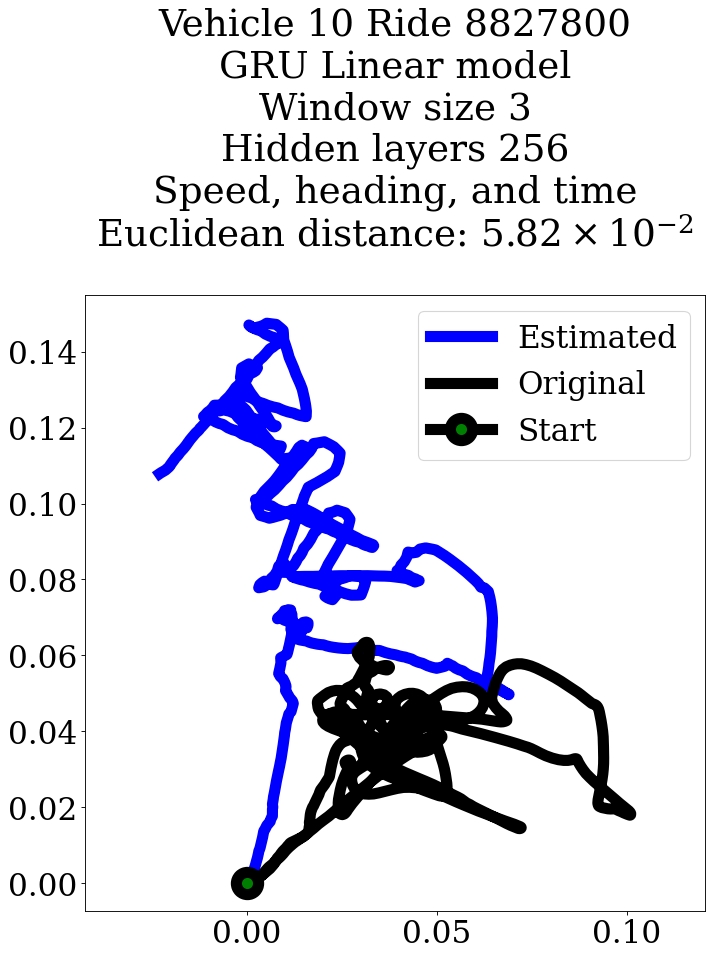 Vehicle 10 Ride 8827800
GRU Linear model
Window size 3
Hidden layers 256
Speed, heading, and time
Euclidean distance: 5.82 × 10⁻²
Estimated
Original
Start
0.14
0.12
0.10
0.08
0.06
0.04
0.02
0.00
0.00 0.05 0.10